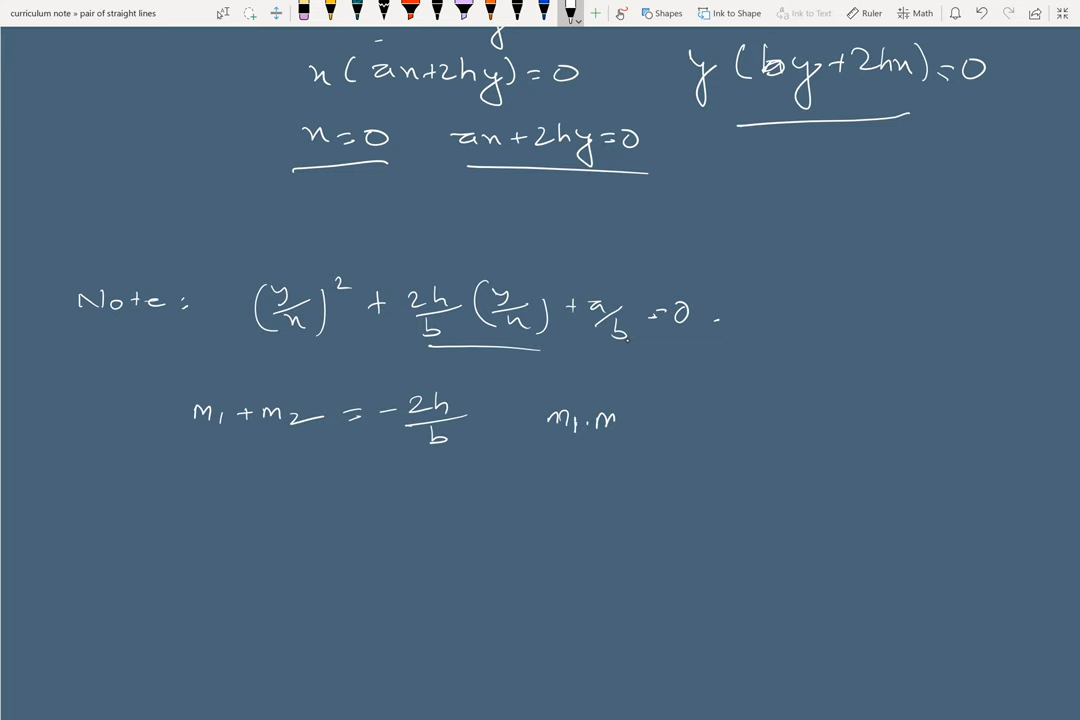 curriculum note » pair of straight lines Shapes Ink to Shape Ink to Text Ruler Math
x(ax+2hy)=0 y(by+2hx)=0
x=0 ax+2hy=0
Note: (y/x)² + 2h/b (y/x) + a/b = 0.
m₁+m₂ = -2h/b m₁.m